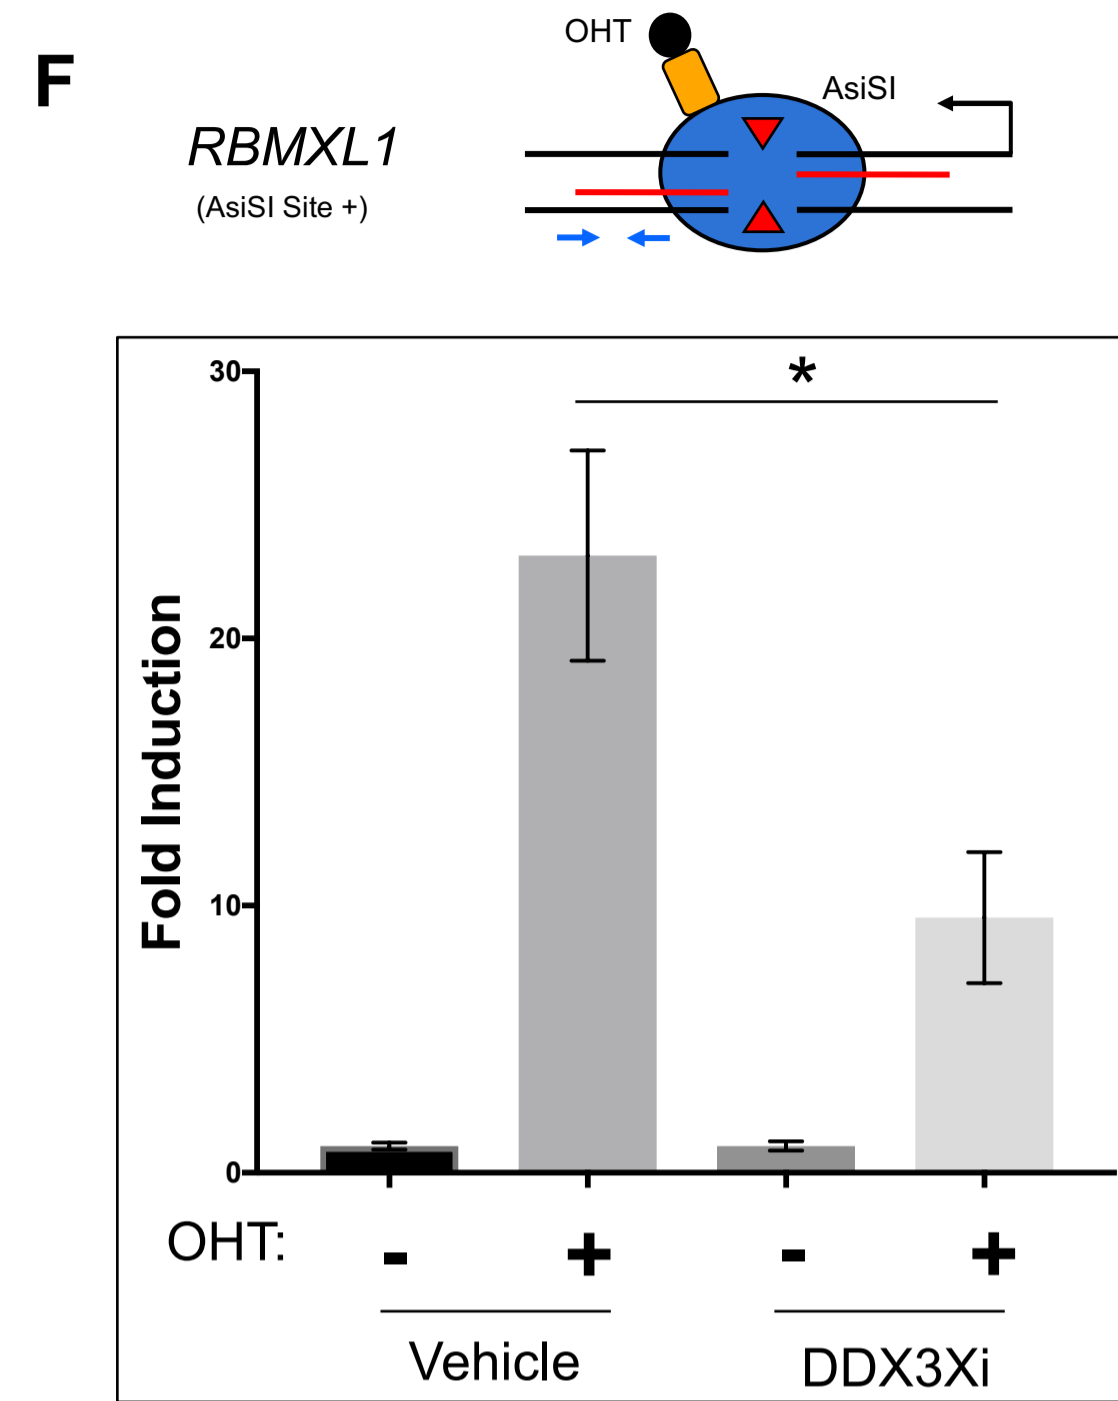 F
OHT
AsiSI
RBMXL1
(AsiSI Site +)
*
30
20
10
0
Fold Induction
OHT: - + - +
Vehicle DDX3Xi